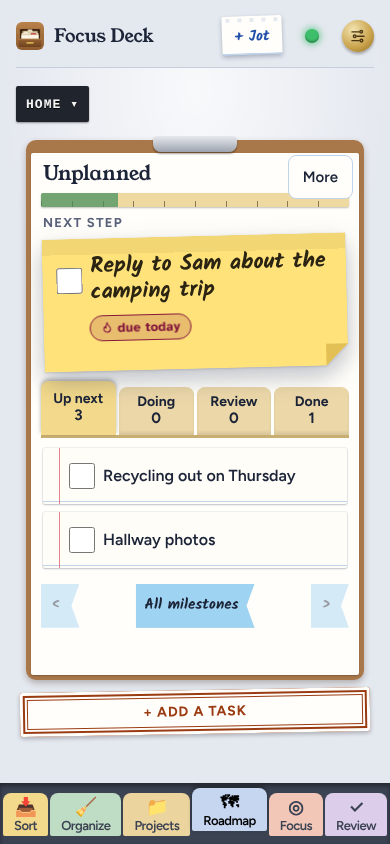 Focus Deck
+ Jot
HOME ▾
Unplanned
More
NEXT STEP
Reply to Sam about the
camping trip
due today
Up next
3
Doing
0
Review
0
Done
1
Recycling out on Thursday
Hallway photos
<
All milestones
>
+ ADD A TASK
Sort
Organize
Projects
Roadmap
Focus
Review